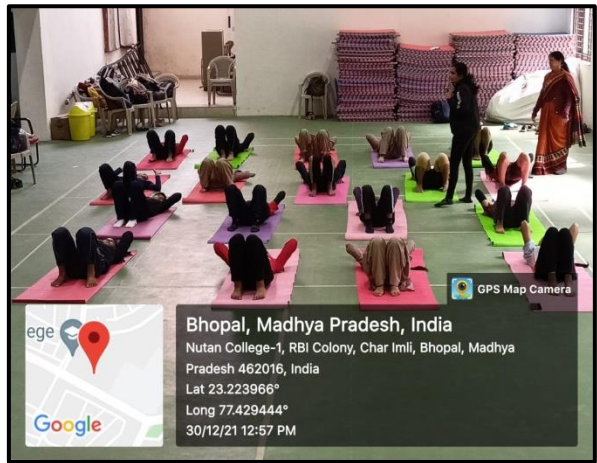 GPS Map Camera
ege
Google
Bhopal, Madhya Pradesh, India
Nutan College-1, RBI Colony, Char Imli, Bhopal, Madhya
Pradesh 462016, India
Lat 23.223966°
Long 77.429444°
30/12/21 12:57 PM